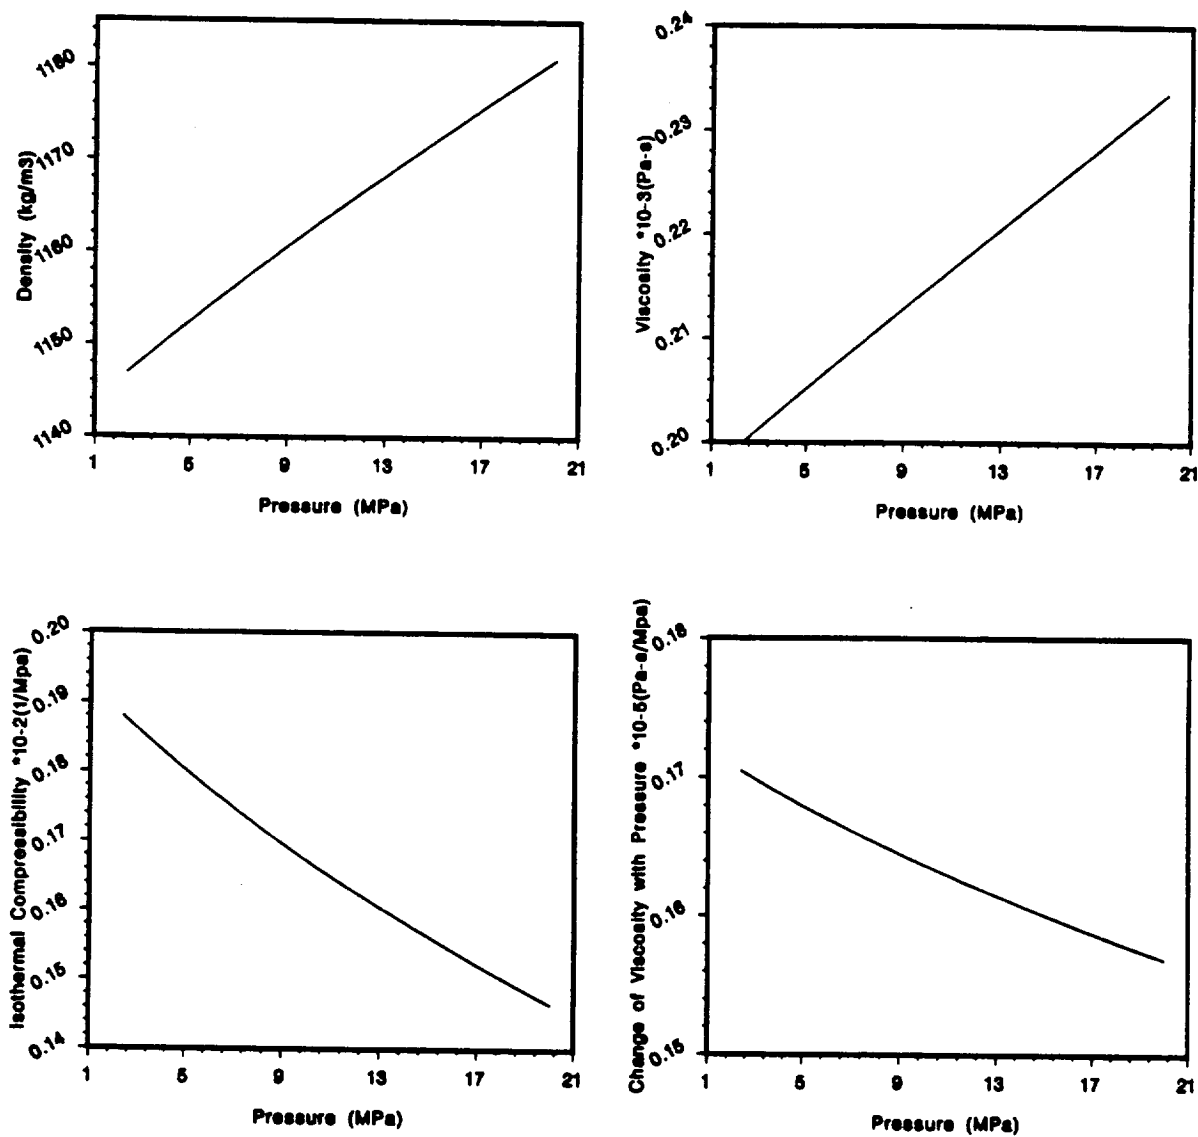 1180
1170
1160
1150
1140
Density (kg/m3)
1 5 9 13 17 21
Pressure (MPa)
0.24
0.23
0.22
0.21
0.20
Viscosity *10-3(Pa-s)
1 5 9 13 17 21
Pressure (MPa)
0.20
0.19
0.18
0.17
0.16
0.15
0.14
Isothermal Compressibility *10-2(1/Mpa)
1 5 9 13 17 21
Pressure (MPa)
0.18
0.17
0.16
0.15
Change of Viscosity with Pressure *10-5(Pa-s/Mpa)
1 5 9 13 17 21
Pressure (MPa)